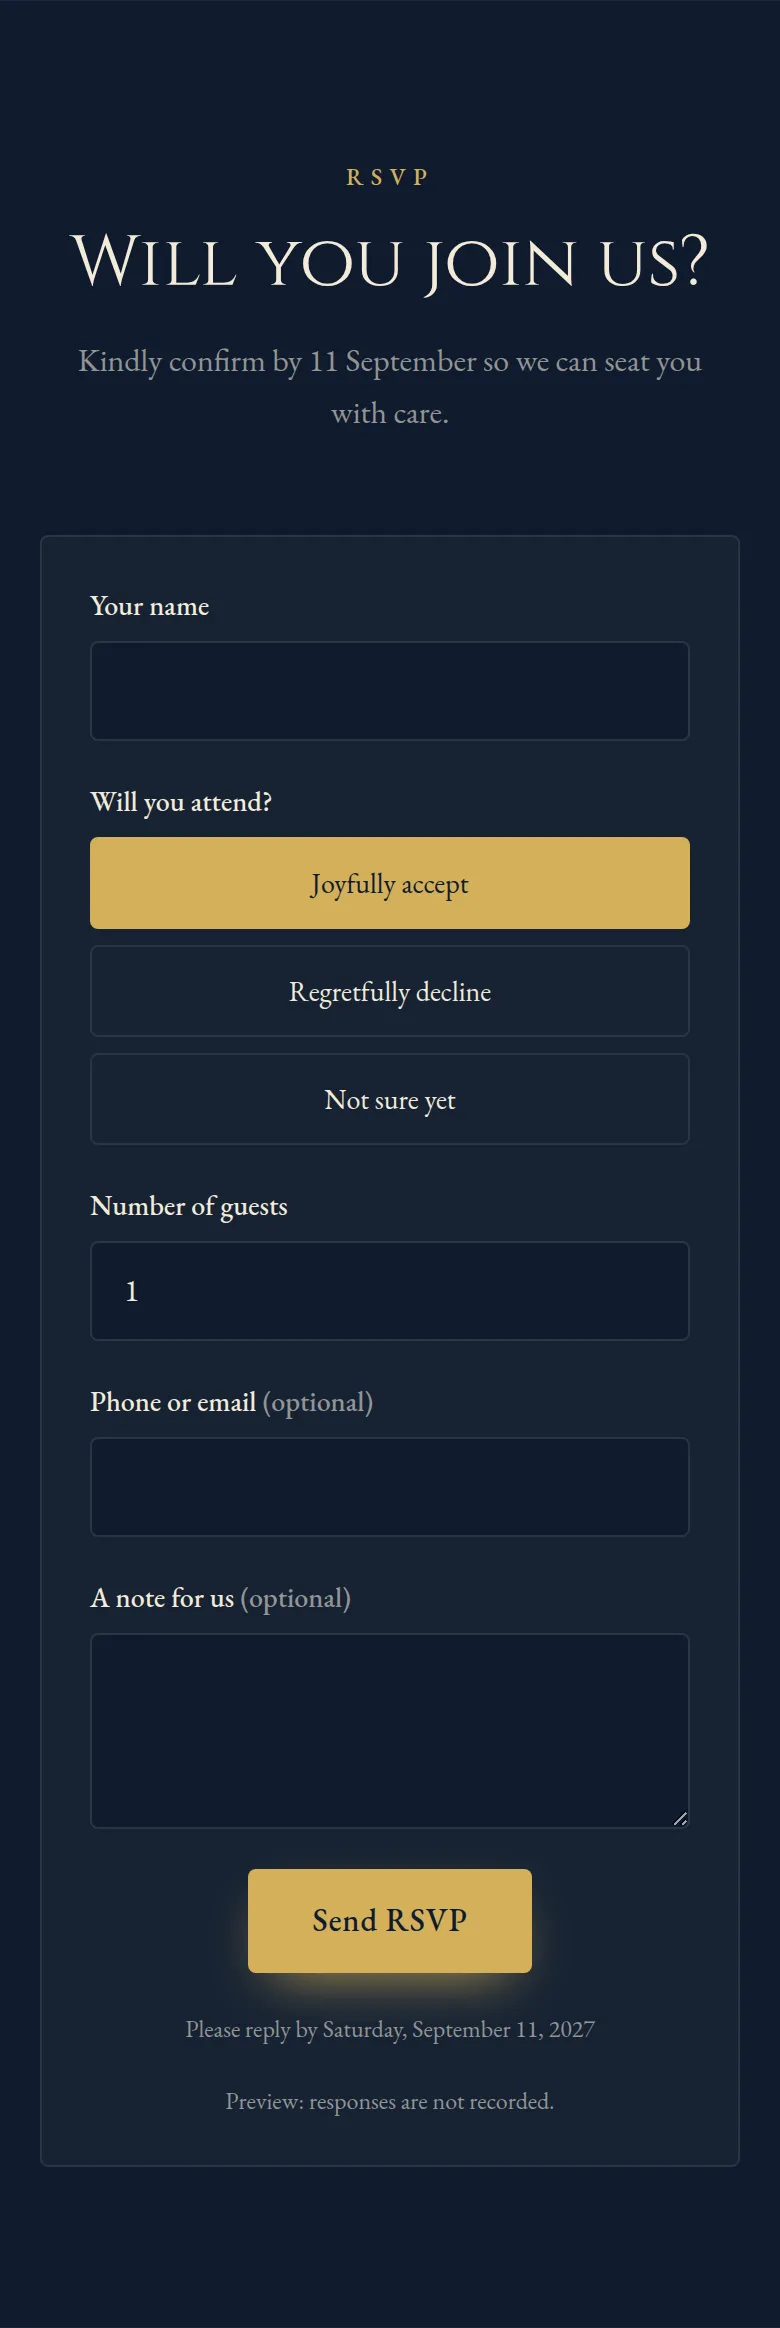 RSVP
Will you join us?
Kindly confirm by 11 September so we can seat you
with care.
Your name
Will you attend?
Joyfully accept
Regretfully decline
Not sure yet
Number of guests
1
Phone or email (optional)
A note for us (optional)
Send RSVP
Please reply by Saturday, September 11, 2027
Preview: responses are not recorded.